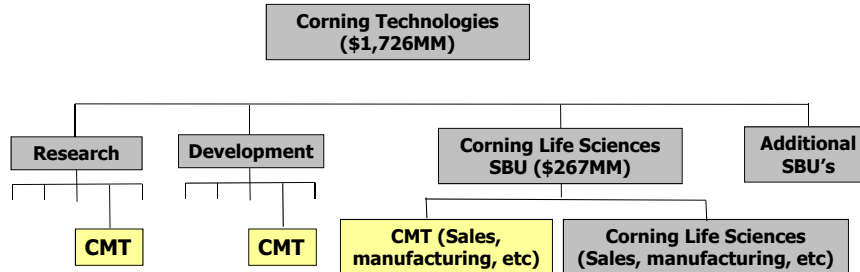 Corning Technologies
($1,726MM)
Research
Development
Corning Life Sciences
SBU ($267MM)
Additional
SBU's
CMT
CMT
CMT (Sales,
manufacturing, etc)
Corning Life Sciences
(Sales, manufacturing, etc)